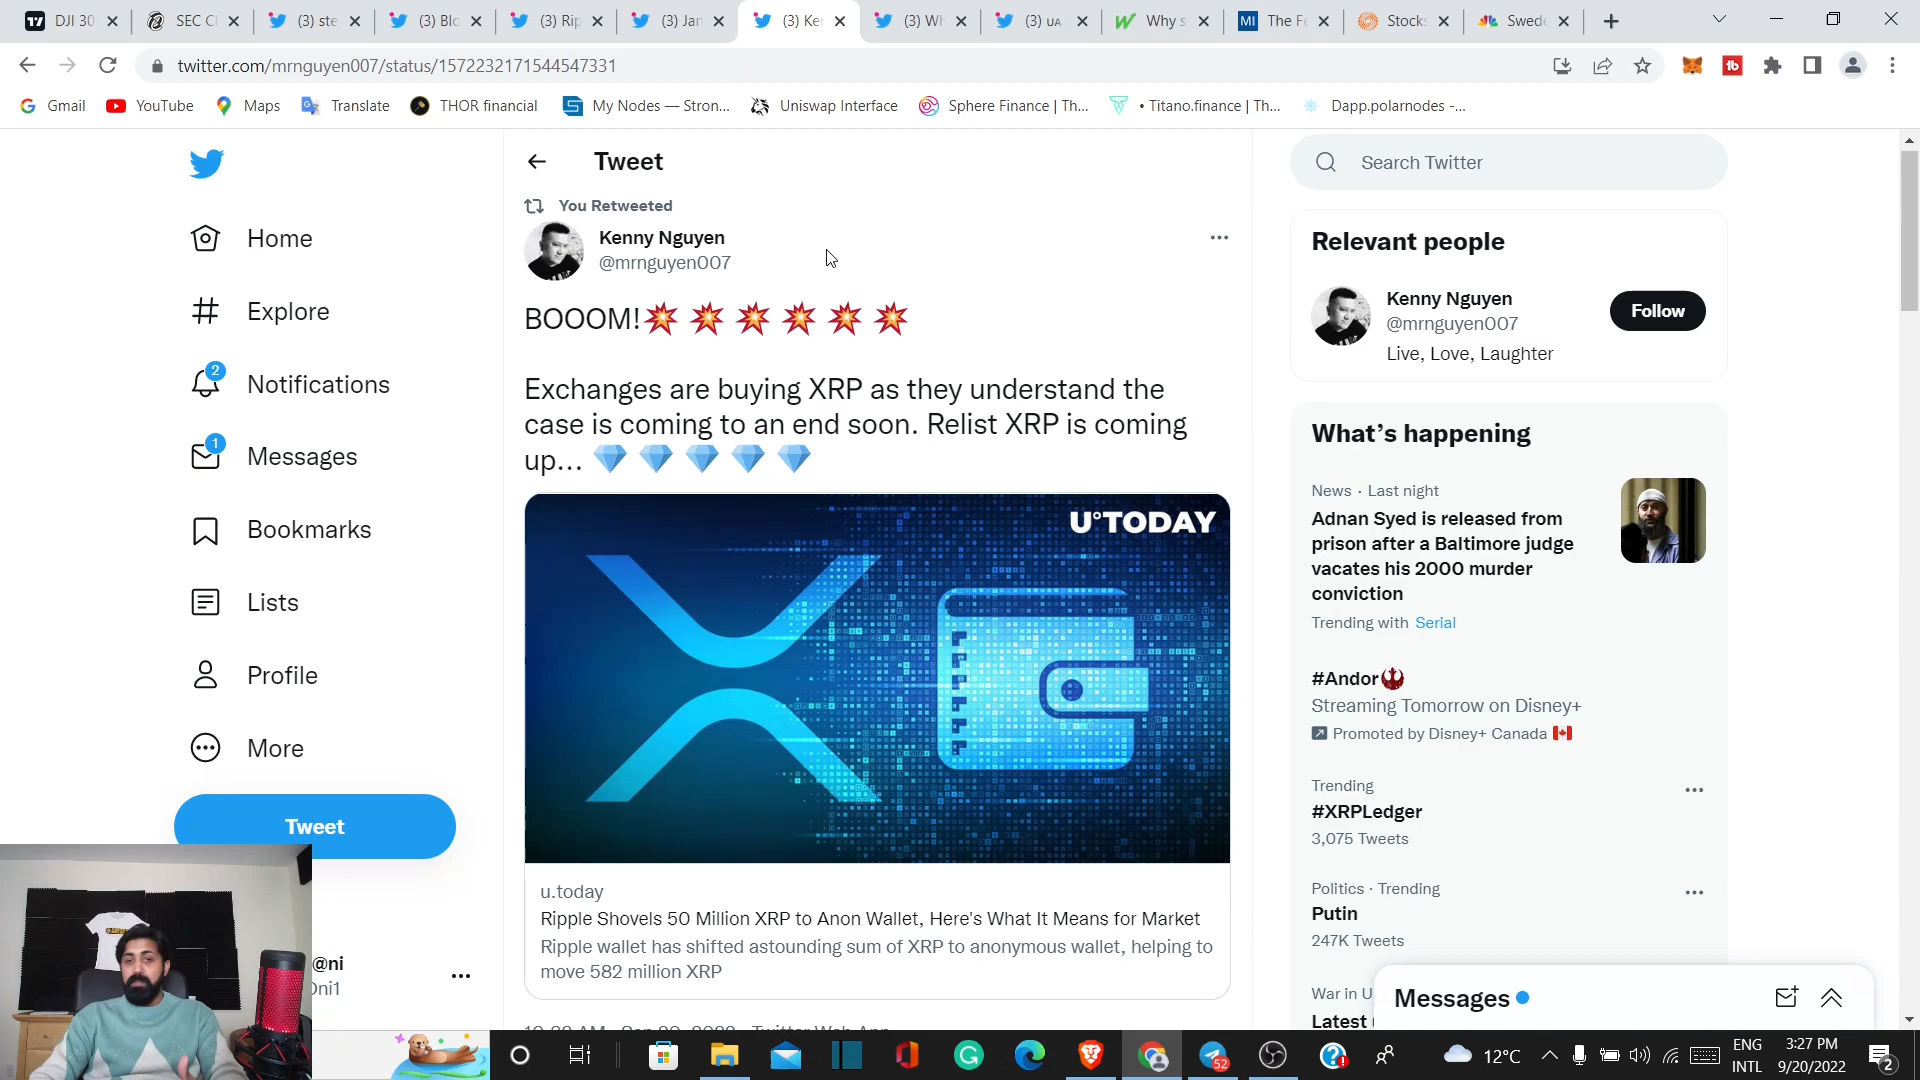 DJI 30
SEC Cl
(3) ste
(3) Blo
(3) Rip
(3) Jan
(3) Ker
(3) Wh
(3) uᴀ
Why s
The Fe
Stocks
Swede
twitter.com/mrnguyen007/status/1572232171544547331
Gmail
YouTube
Maps
Translate
THOR financial
My Nodes — Stron...
Uniswap Interface
Sphere Finance | Th...
• Titano.finance | Th...
Dapp.polarnodes -...
Home
Explore
2
Notifications
1
Messages
Bookmarks
Lists
Profile
More
Tweet
@ni
Tweet
You Retweeted
Kenny Nguyen
@mrnguyen007
BOOOM!💥 💥 💥 💥 💥 💥
Exchanges are buying XRP as they understand the
case is coming to an end soon. Relist XRP is coming
up... 💎 💎 💎 💎 💎
U°TODAY
u.today
Ripple Shovels 50 Million XRP to Anon Wallet, Here's What It Means for Market
Ripple wallet has shifted astounding sum of XRP to anonymous wallet, helping to
move 582 million XRP
Search Twitter
Relevant people
Kenny Nguyen
@mrnguyen007
Live, Love, Laughter
Follow
What's happening
News · Last night
Adnan Syed is released from
prison after a Baltimore judge
vacates his 2000 murder
conviction
Trending with Serial
#Andor
Streaming Tomorrow on Disney+
Promoted by Disney+ Canada 🇨🇦
Trending
#XRPLedger
3,075 Tweets
Politics · Trending
Putin
247K Tweets
War in U
Latest
Messages
52
12°C
ENG
INTL
3:27 PM
9/20/2022
2